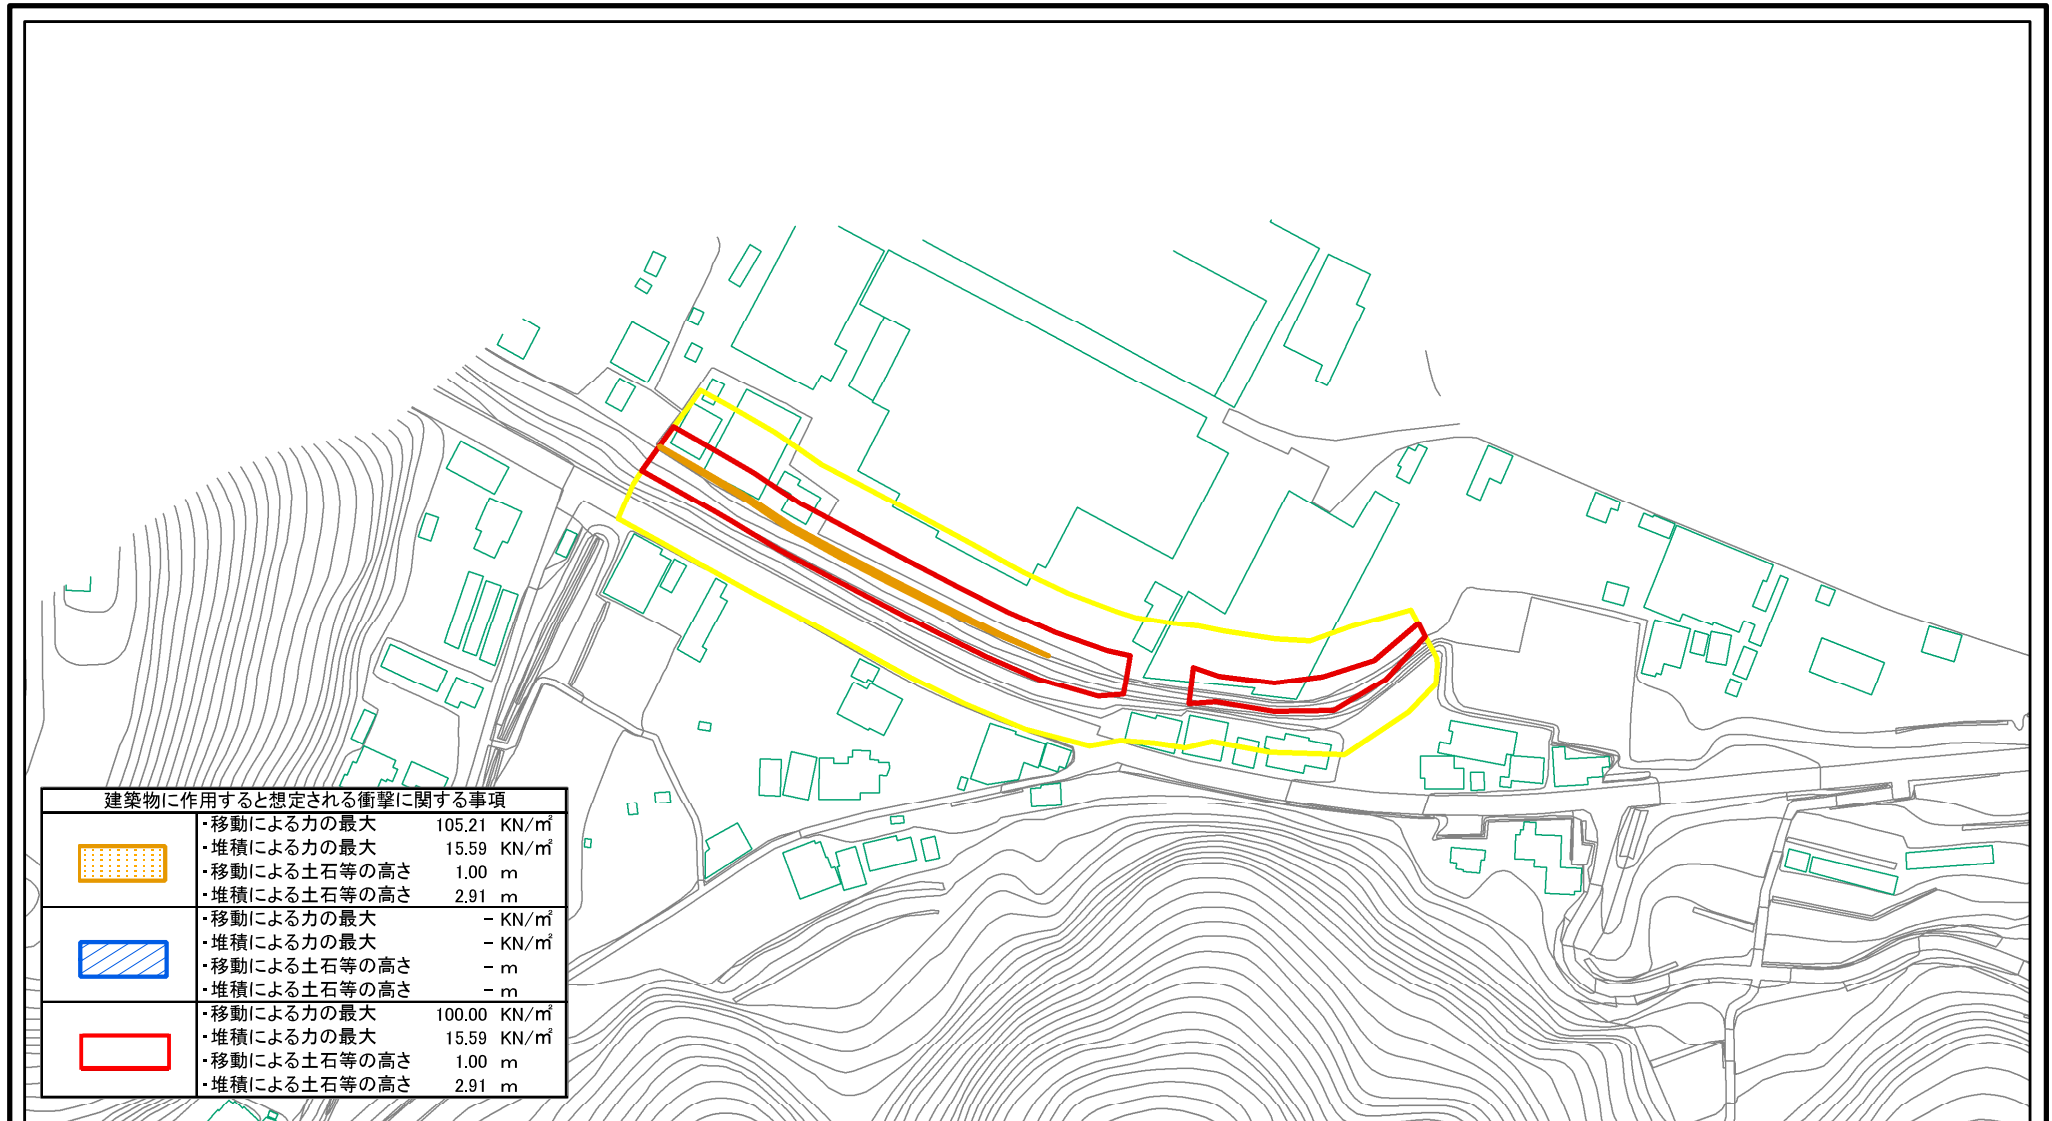 建築物に作用すると想定される衝撃に関する事項
・移動による力の最大 105.21 KN/㎡
・堆積による力の最大 15.59 KN/㎡
・移動による土石等の高さ 1.00 m
・堆積による土石等の高さ 2.91 m
・移動による力の最大 - KN/㎡
・堆積による力の最大 - KN/㎡
・移動による土石等の高さ - m
・堆積による土石等の高さ - m
・移動による力の最大 100.00 KN/㎡
・堆積による力の最大 15.59 KN/㎡
・移動による土石等の高さ 1.00 m
・堆積による土石等の高さ 2.91 m